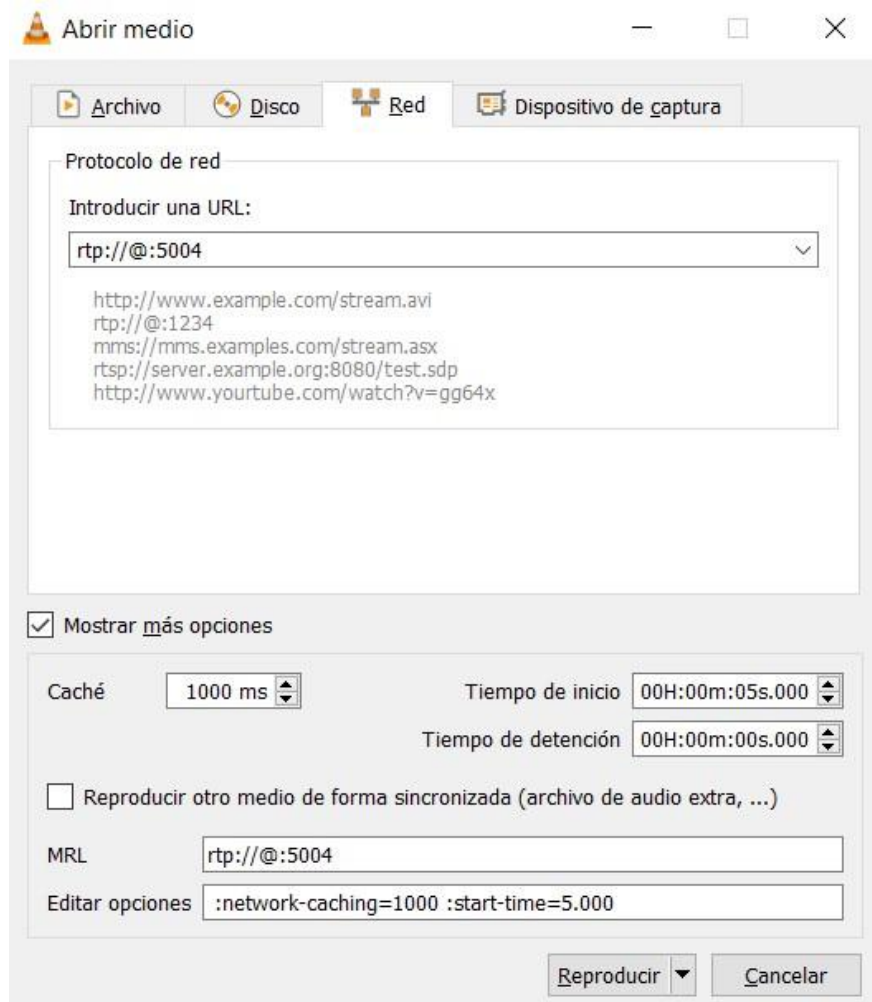 Abrir medio
Archivo Disco Red Dispositivo de captura
Protocolo de red
Introducir una URL:
rtp://@:5004
http://www.example.com/stream.avi
rtp://@:1234
mms://mms.examples.com/stream.asx
rtsp://server.example.org:8080/test.sdp
http://www.yourtube.com/watch?v=gg64x
Mostrar más opciones
Caché 1000 ms Tiempo de inicio 00H:00m:05s.000
Tiempo de detención 00H:00m:00s.000
Reproducir otro medio de forma sincronizada (archivo de audio extra, ...)
MRL rtp://@:5004
Editar opciones :network-caching=1000 :start-time=5.000
Reproducir Cancelar